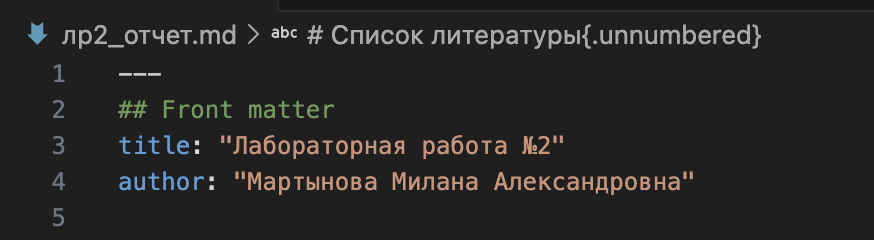 лр2_отчет.md > abc # Список литературы{.unnumbered}
1 ---
2 ## Front matter
3 title: "Лабораторная работа №2"
4 author: "Мартынова Милана Александровна"
5